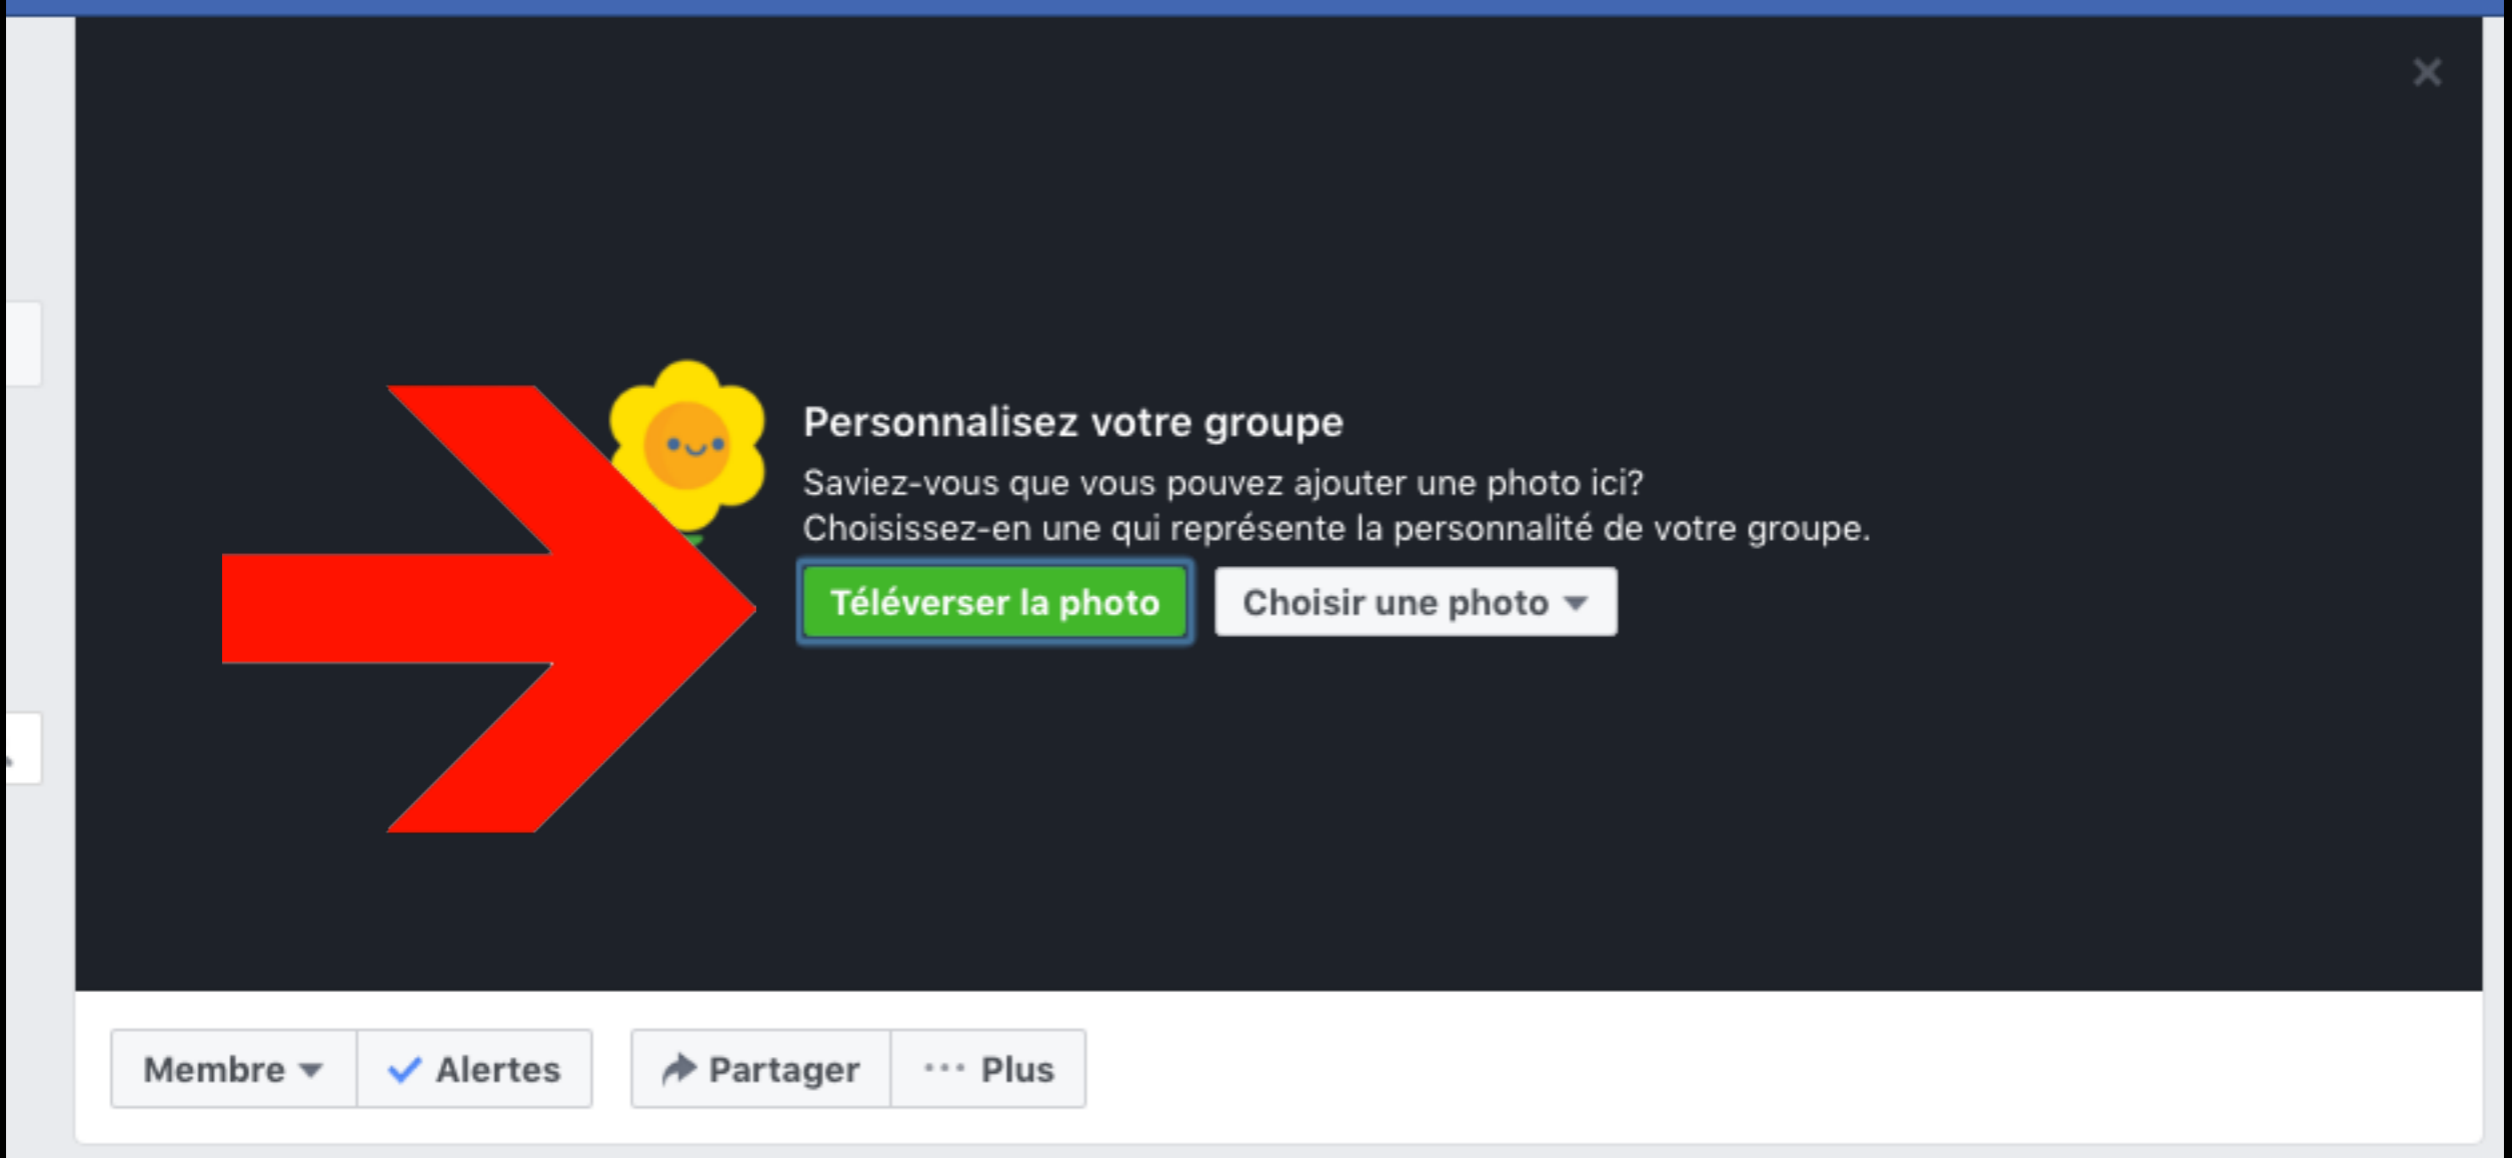 Personnalisez votre groupe
Saviez-vous que vous pouvez ajouter une photo ici?
Choisissez-en une qui représente la personnalité de votre groupe.
Téléverser la photo Choisir une photo
Membre Alertes Partager ··· Plus